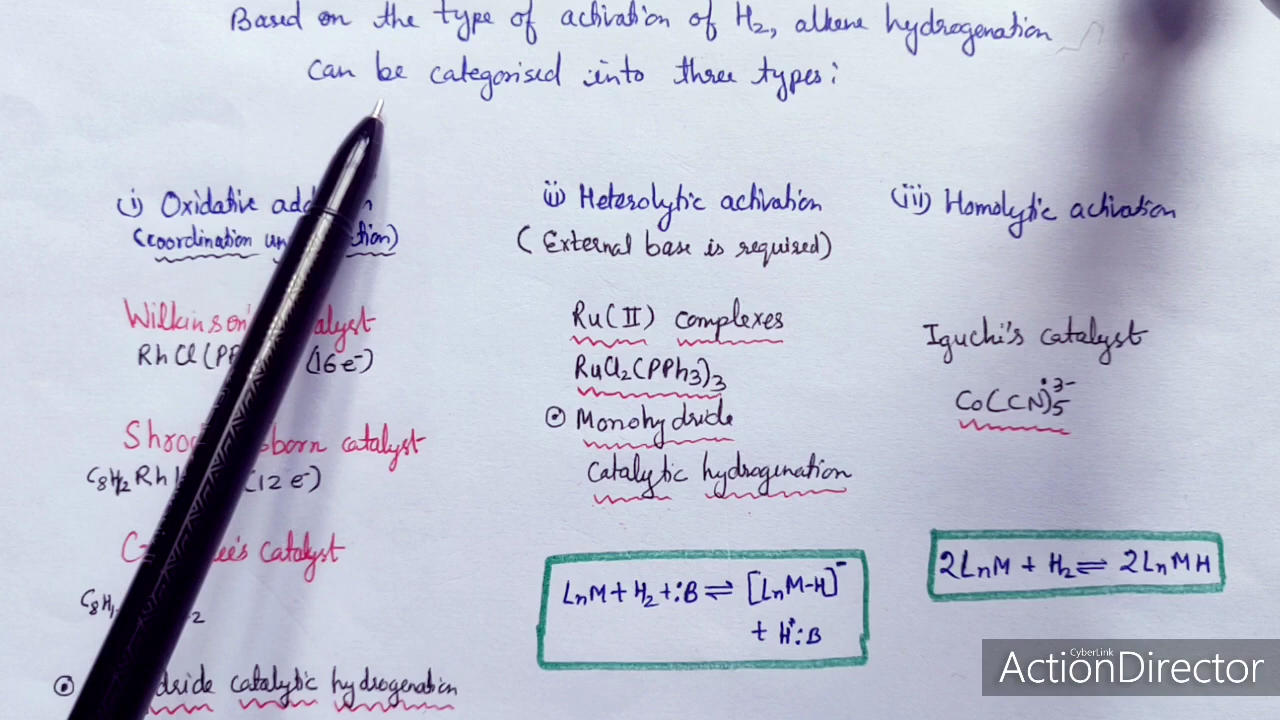 Based on the type of activation of H2, alkene hydrogenation
can be categorised into three types:
(i) Oxidative
(coordination
Wilkinson's
RhCl(PP (16e-)
catalyst
C8H12Rh (12 e-)
catalyst
catalytic hydrogenation
(ii) Heterolytic activation
(External base is required)
Ru(II) complexes
RuCl2(PPh3)3
⊙ Monohydride
Catalytic hydrogenation
LnM + H2 + :B ⇌ [LnM-H]-
+ H+:B
(iii) Homolytic activation
Iguchi's catalyst
Co(CN)5•3-
2LnM + H2 ⇌ 2LnMH
CyberLink
ActionDirector